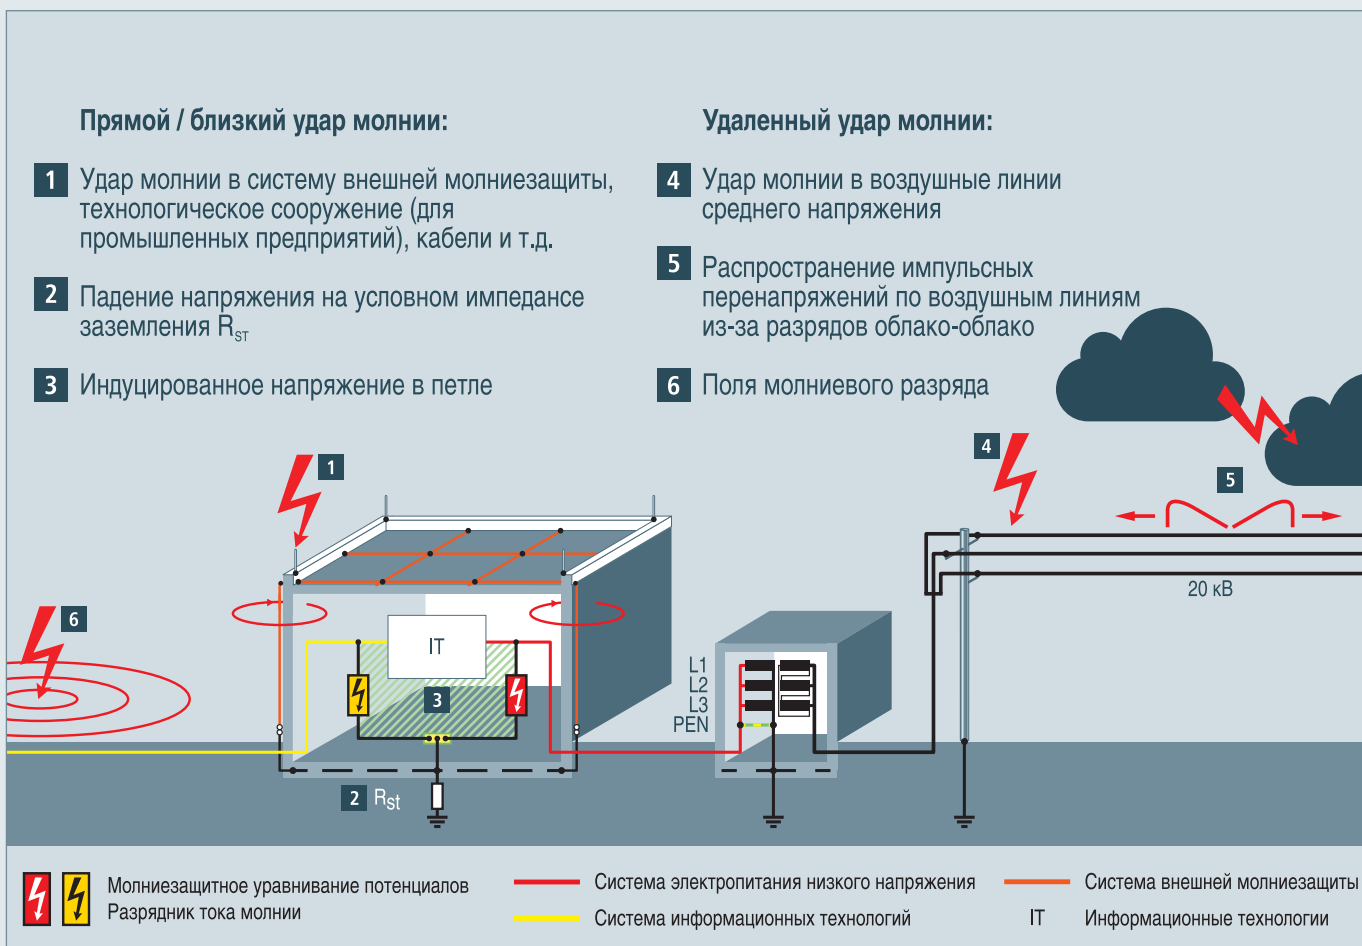 Прямой / близкий удар молнии:
1 Удар молнии в систему внешней молниезащиты,
технологическое сооружение (для
промышленных предприятий), кабели и т.д.
2 Падение напряжения на условном импедансе
заземления R_ST
3 Индуцированное напряжение в петле
Удаленный удар молнии:
4 Удар молнии в воздушные линии
среднего напряжения
5 Распространение импульсных
перенапряжений по воздушным линиям
из-за разрядов облако-облако
6 Поля молниевого разряда
1
4
5
20 кВ
6
IT
3
L1
L2
L3
PEN
2 R_st
Молниезащитное уравнивание потенциалов
Разрядник тока молнии
Система электропитания низкого напряжения
Система информационных технологий
Система внешней молниезащиты
IT Информационные технологии